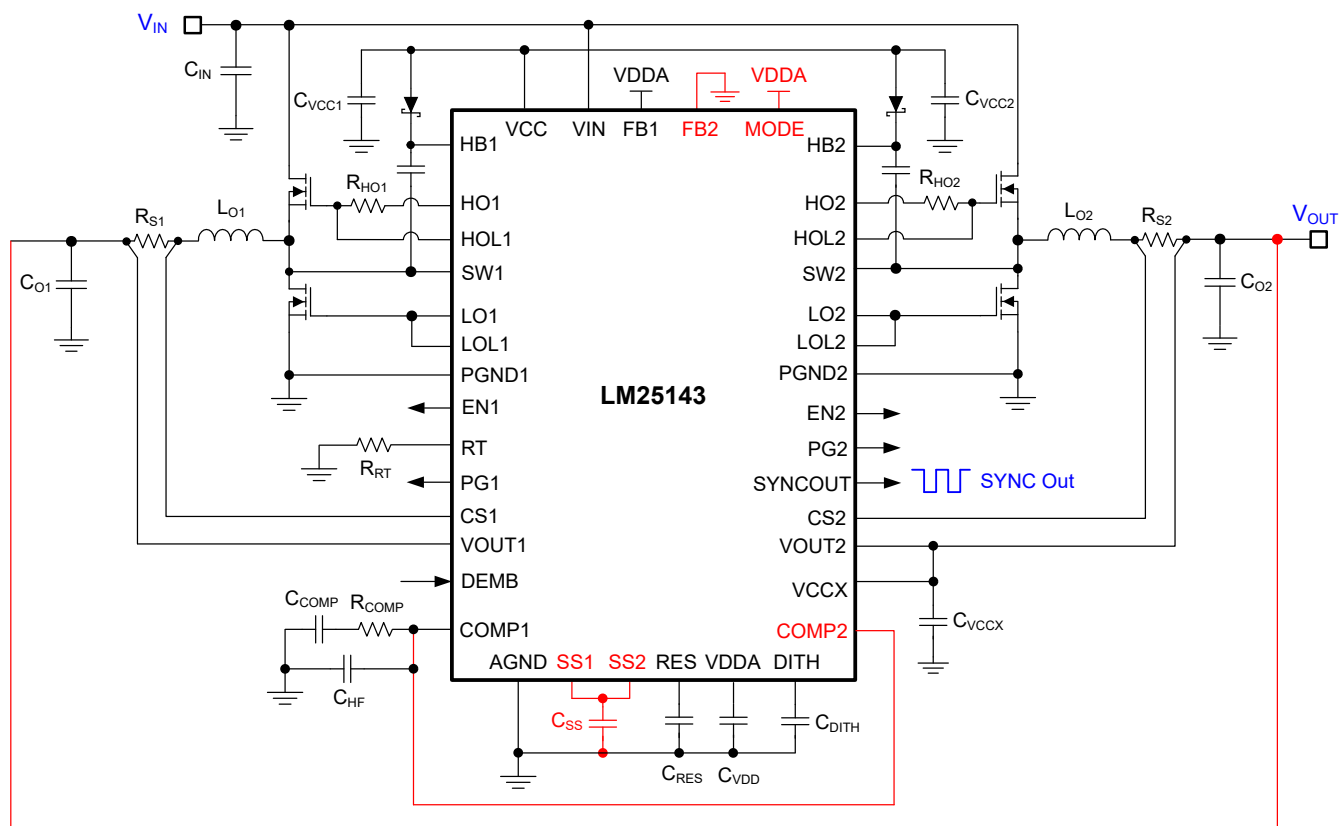 VIN
CIN
CVCC1
VDDA
VDDA
CVCC2
VCC
VIN
FB1
FB2
MODE
HB1
HB2
RHO1
HO1
HO2
RHO2
RS1
LO1
HOL1
HOL2
LO2
RS2
VOUT
SW1
SW2
CO1
CO2
LO1
LO2
LOL1
LOL2
PGND1
PGND2
LM25143
EN1
EN2
RT
RRT
PG2
PG1
SYNCOUT
SYNC Out
CS1
CS2
VOUT1
VOUT2
DEMB
VCCX
CCOMP
RCOMP
COMP1
COMP2
CVCCX
AGND
SS1
SS2
RES
VDDA
DITH
CHF
CSS
CDITH
CRES
CVDD